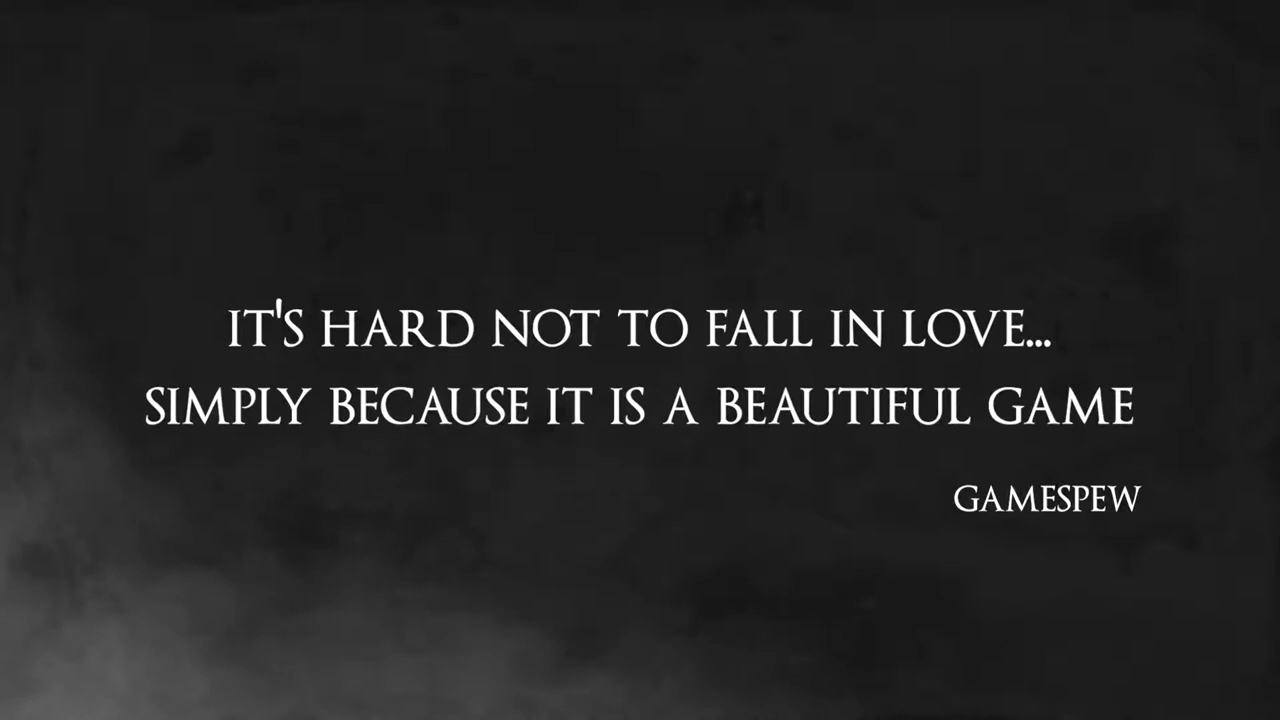 IT'S HARD NOT TO FALL IN LOVE...
SIMPLY BECAUSE IT IS A BEAUTIFUL GAME
GAMESPEW